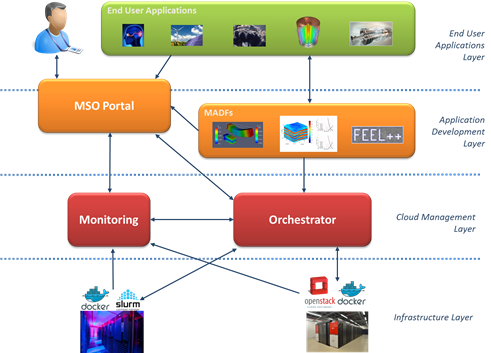 End User Applications
End User
Applications
Layer
MSO Portal
MADFs
FEEL++
Application
Development
Layer
Monitoring
Orchestrator
Cloud Management
Layer
docker
slurm
openstack
docker
Infrastructure Layer